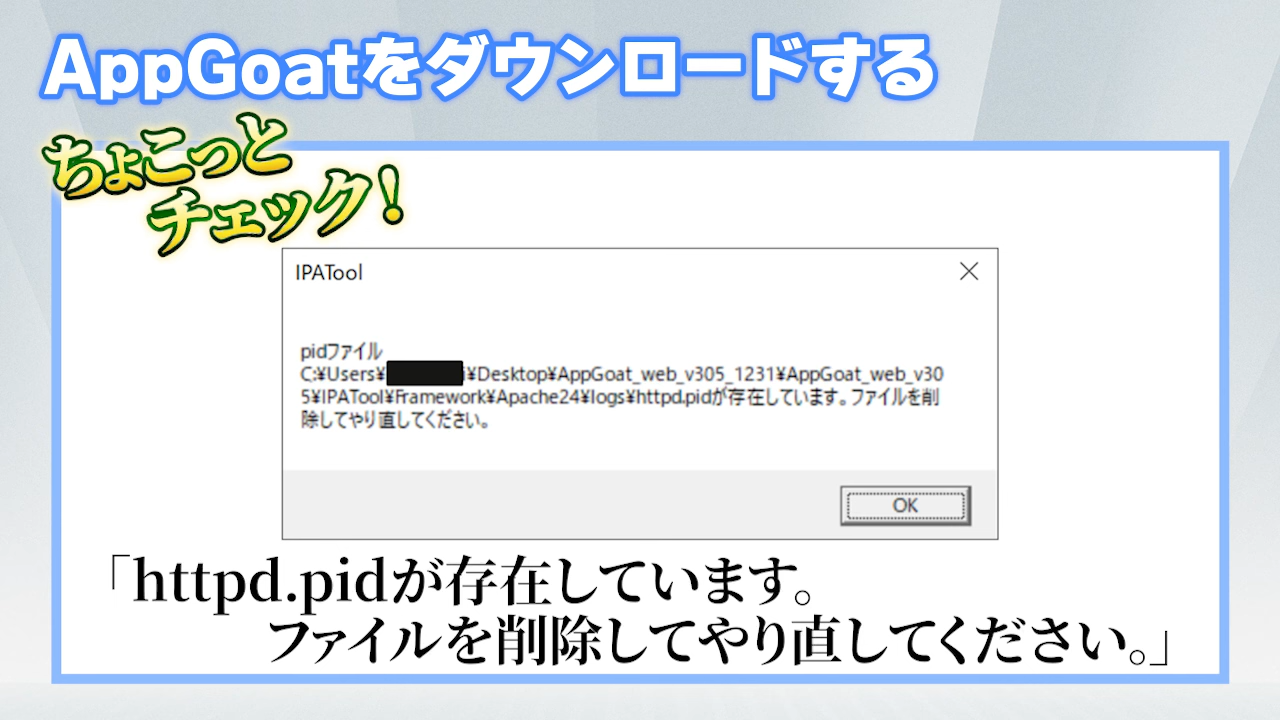 AppGoatをダウンロードする
ちょこっと
チェック!
IPATool
pidファイル
C:¥Users¥ i¥Desktop¥AppGoat_web_v305_1231¥AppGoat_web_v30
5¥IPATool¥Framework¥Apache24¥logs¥httpd.pidが存在しています。ファイルを削
除してやり直してください。
OK
「httpd.pidが存在しています。
ファイルを削除してやり直してください。」